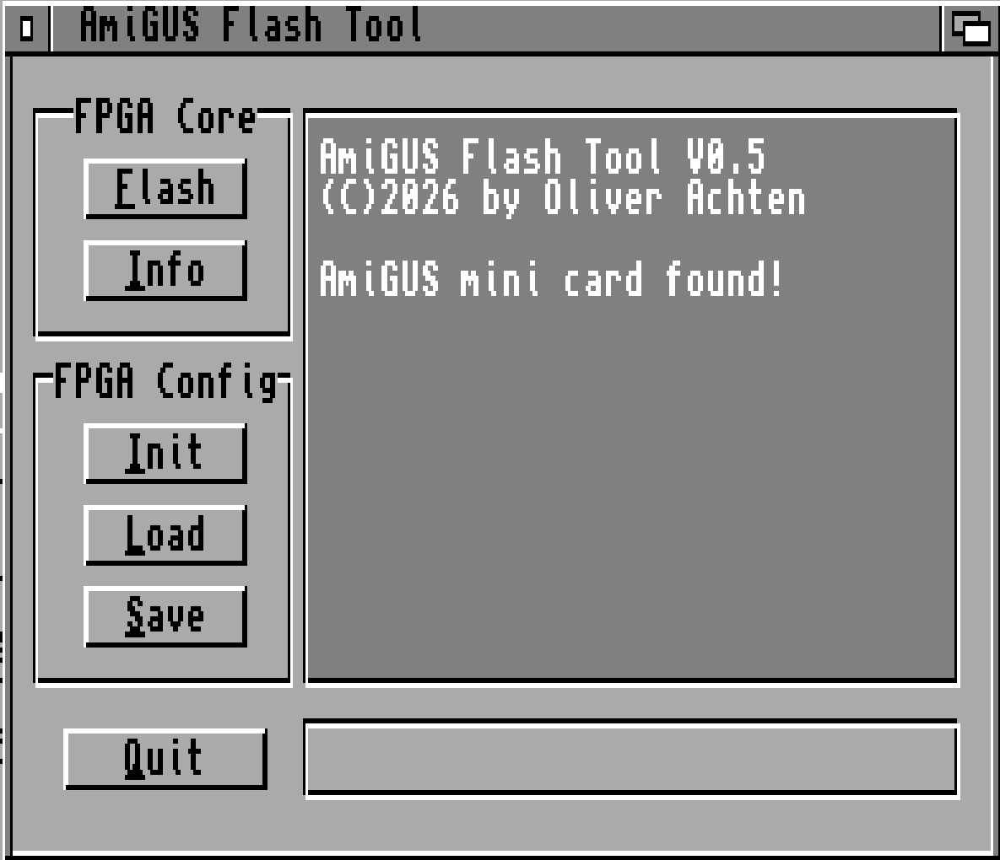 AmiGUS Flash Tool
FPGA Core
Flash
Info
FPGA Config
Init
Load
Save
Quit
AmiGUS Flash Tool V0.5
(C)2026 by Oliver Achten
AmiGUS mini card found!